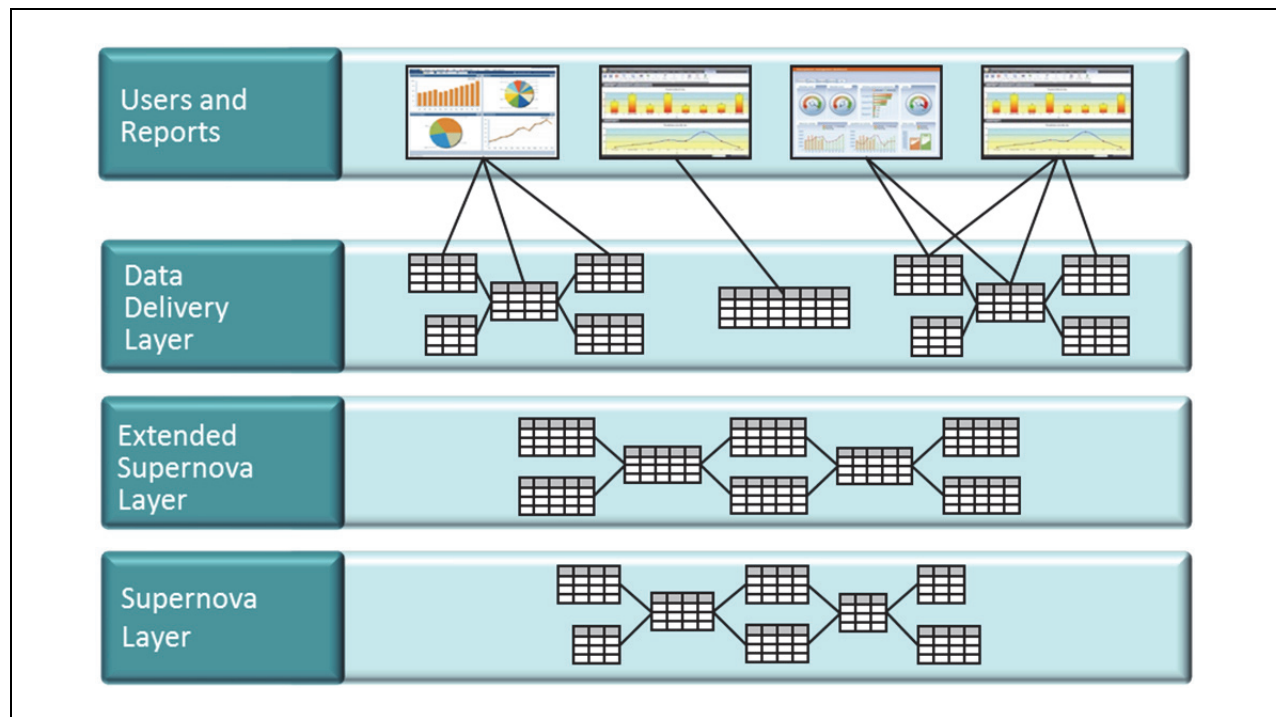 Users and
Reports
Data
Delivery
Layer
Extended
Supernova
Layer
Supernova
Layer